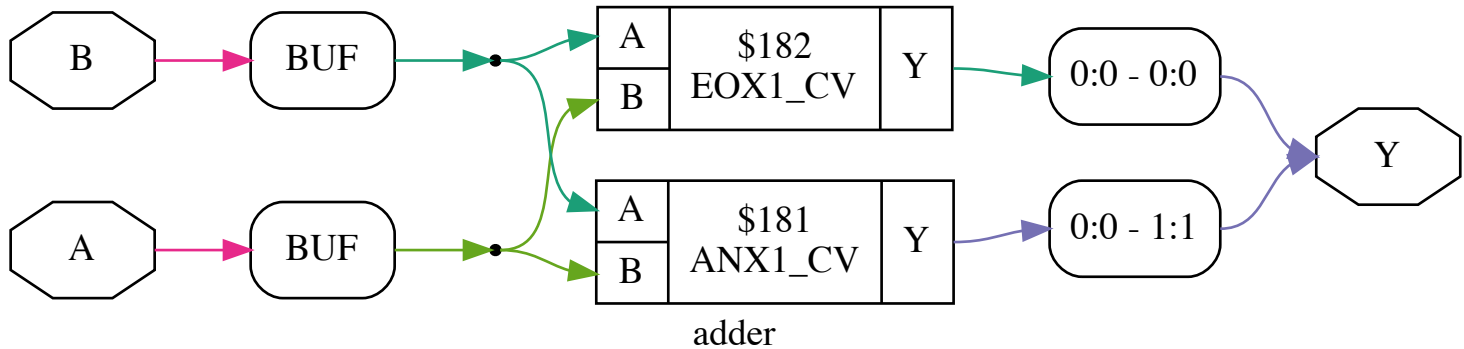 B
BUF
A
B
$182
EOX1_CV
Y
0:0 - 0:0
A
BUF
A
B
$181
ANX1_CV
Y
0:0 - 1:1
Y
adder